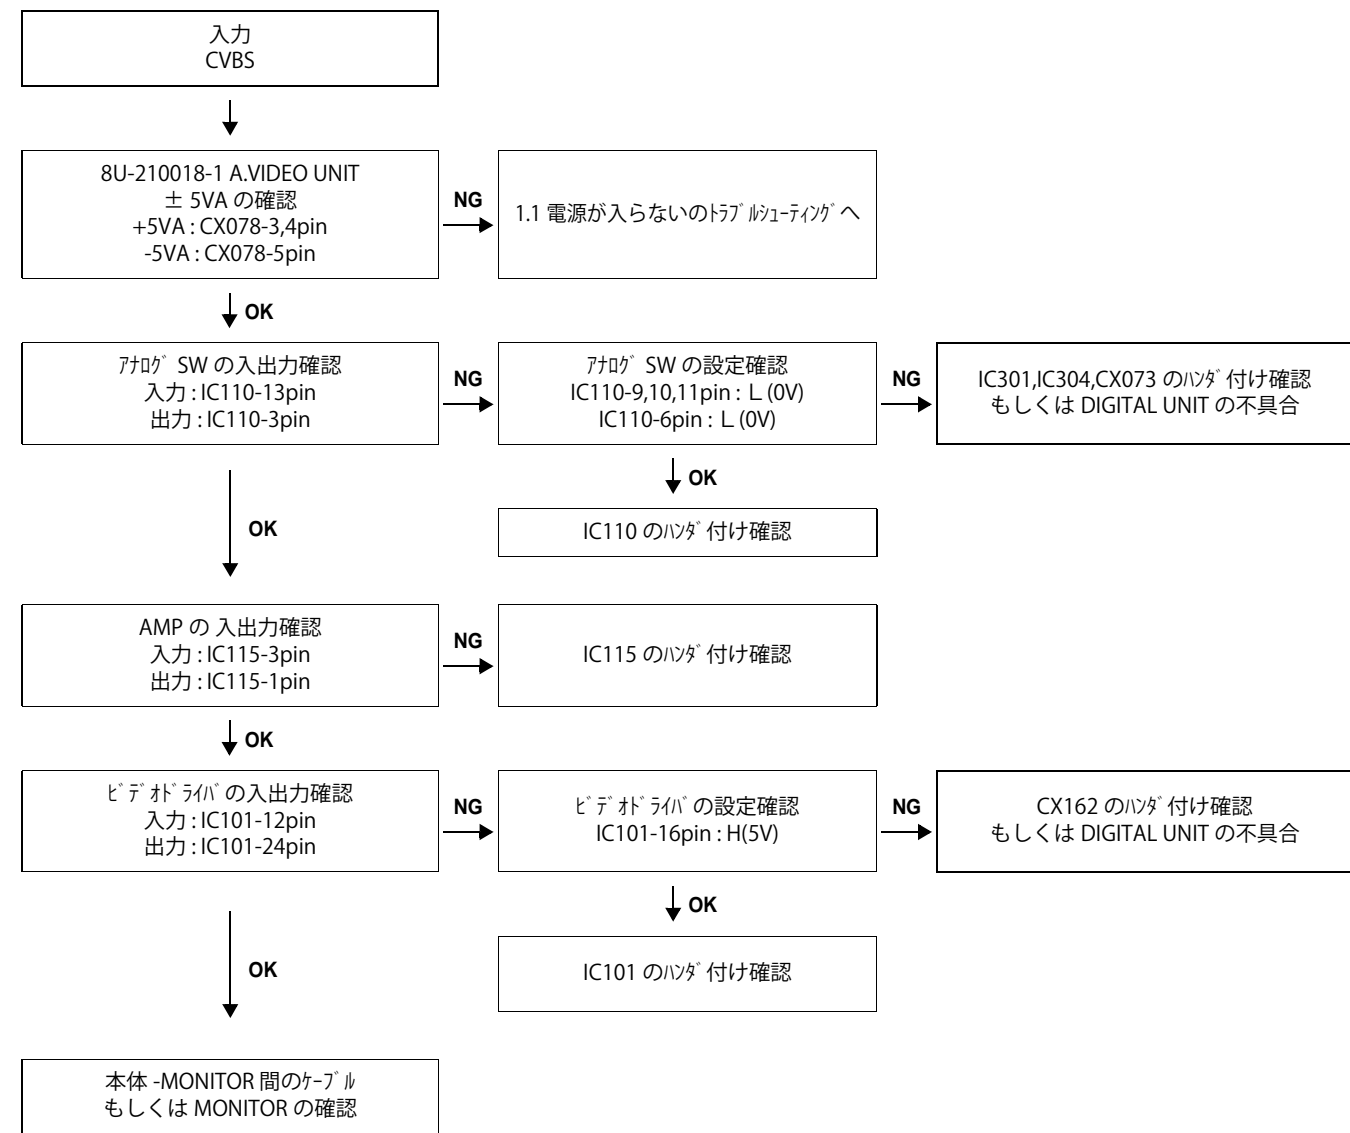 入力
CVBS
8U-210018-1 A.VIDEO UNIT
± 5VA の確認
+5VA : CX078-3,4pin
-5VA : CX078-5pin
NG
1.1 電源が入らないのﾄﾗﾌﾞﾙｼｭｰﾃｨﾝｸﾞへ
OK
ｱﾅﾛｸﾞ SW の入出力確認
入力 : IC110-13pin
出力 : IC110-3pin
NG
ｱﾅﾛｸﾞ SW の設定確認
IC110-9,10,11pin : L (0V)
IC110-6pin : L (0V)
NG
IC301,IC304,CX073 のﾊﾝﾀﾞ付け確認
もしくは DIGITAL UNIT の不具合
OK
OK
IC110 のﾊﾝﾀﾞ付け確認
AMP の 入出力確認
入力 : IC115-3pin
出力 : IC115-1pin
NG
IC115 のﾊﾝﾀﾞ付け確認
OK
ﾋﾞﾃﾞｵﾄﾞﾗｲﾊﾞの入出力確認
入力 : IC101-12pin
出力 : IC101-24pin
NG
ﾋﾞﾃﾞｵﾄﾞﾗｲﾊﾞの設定確認
IC101-16pin : H(5V)
NG
CX162 のﾊﾝﾀﾞ付け確認
もしくは DIGITAL UNIT の不具合
OK
OK
IC101 のﾊﾝﾀﾞ付け確認
本体 -MONITOR 間のｹｰﾌﾞﾙ
もしくは MONITOR の確認